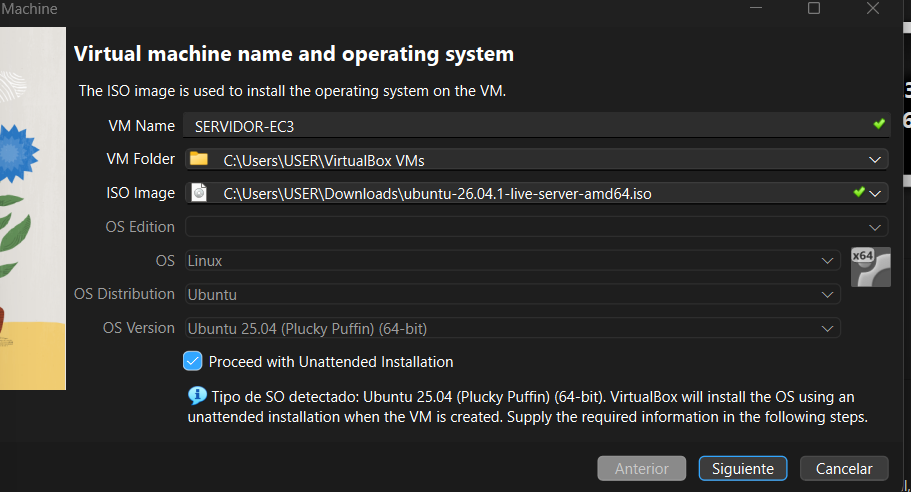 Machine
Virtual machine name and operating system
The ISO image is used to install the operating system on the VM.
VM Name SERVIDOR-EC3
VM Folder C:\Users\USER\VirtualBox VMs
ISO Image C:\Users\USER\Downloads\ubuntu-26.04.1-live-server-amd64.iso
OS Edition
OS Linux
x64
OS Distribution Ubuntu
OS Version Ubuntu 25.04 (Plucky Puffin) (64-bit)
Proceed with Unattended Installation
Tipo de SO detectado: Ubuntu 25.04 (Plucky Puffin) (64-bit). VirtualBox will install the OS using an
unattended installation when the VM is created. Supply the required information in the following steps.
Anterior Siguiente Cancelar